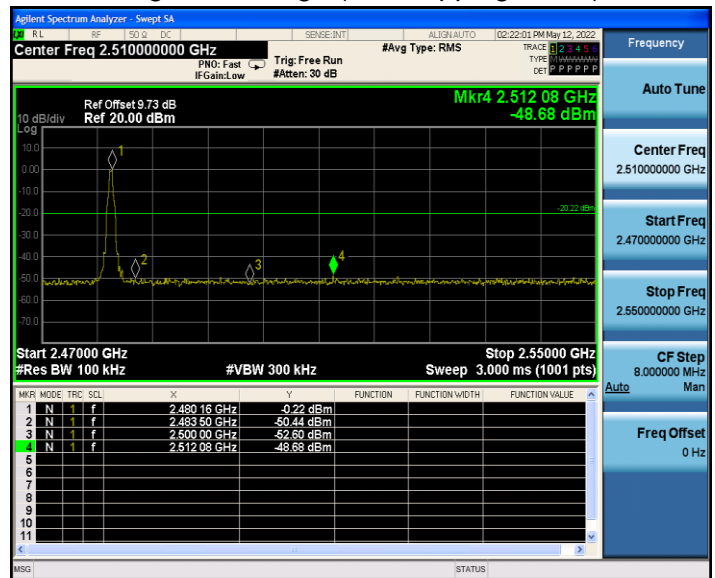 Agilent Spectrum Analyzer - Swept SA
RL RF 50 Ω DC SENSE:INT ALIGN AUTO 02:22:01 PM May 12, 2022
Center Freq 2.510000000 GHz #Avg Type: RMS TRACE 1 2 3 4 5 6
PNO: Fast Trig: Free Run TYPE M WWWWW
IFGain:Low #Atten: 30 dB DET P P P P P P
Mkr4 2.512 08 GHz
Ref Offset 9.73 dB
10 dB/div Ref 20.00 dBm -48.68 dBm
Log
10.0
0.00
-10.0
-20.0
-30.0
-40.0
-50.0
-60.0
-70.0
1
2
3
4
-20.22 dBm
Start 2.47000 GHz Stop 2.55000 GHz
#Res BW 100 kHz #VBW 300 kHz Sweep 3.000 ms (1001 pts)
MKR MODE TRC SCL X Y FUNCTION FUNCTION WIDTH FUNCTION VALUE
1 N 1 f 2.480 16 GHz -0.22 dBm
2 N 1 f 2.483 50 GHz -50.44 dBm
3 N 1 f 2.500 00 GHz -52.60 dBm
4 N 1 f 2.512 08 GHz -48.68 dBm
5
6
7
8
9
10
11
MSG STATUS
Frequency
Auto Tune
Center Freq
2.510000000 GHz
Start Freq
2.470000000 GHz
Stop Freq
2.550000000 GHz
CF Step
8.000000 MHz
Auto Man
Freq Offset
0 Hz